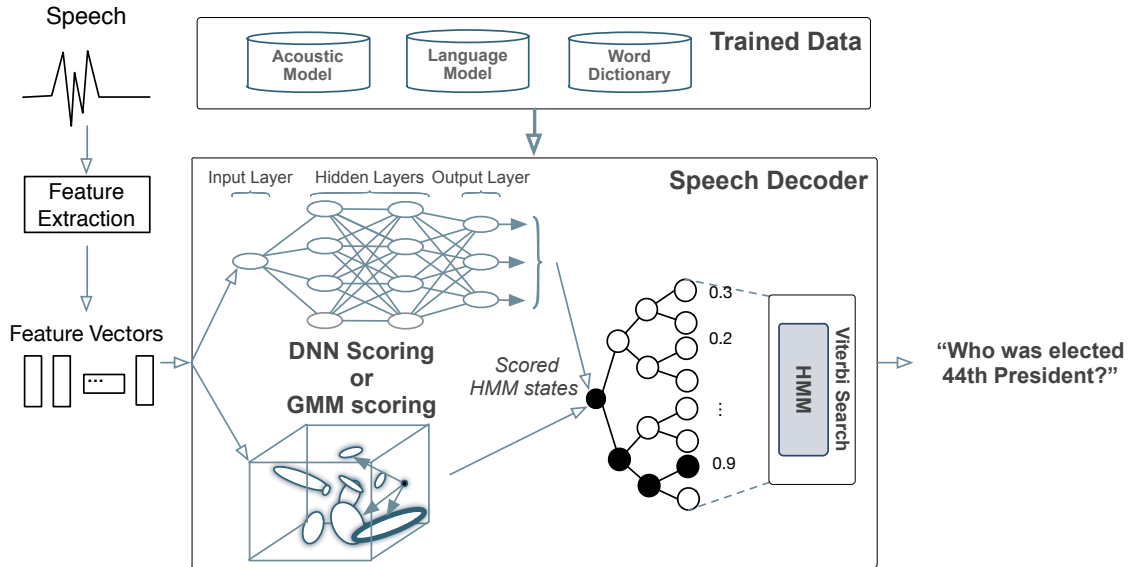 Speech
Trained Data
Acoustic
Model
Language
Model
Word
Dictionary
Feature
Extraction
Feature Vectors
...
Speech Decoder
Input Layer
Hidden Layers
Output Layer
DNN Scoring
or
GMM scoring
Scored
HMM states
0.3
0.2
...
0.9
HMM
Viterbi Search
“Who was elected
44th President?”